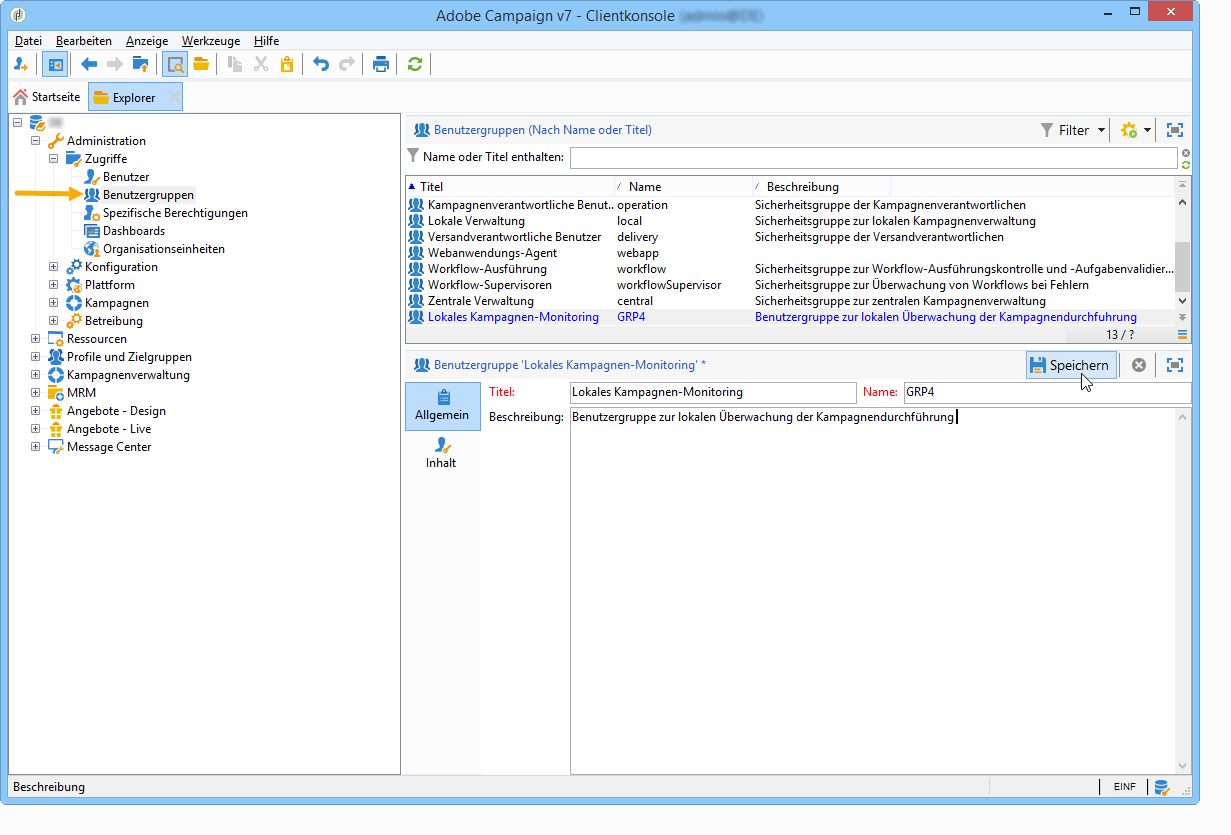 Adobe Campaign v7 - Clientkonsole
Datei Bearbeiten Anzeige Werkzeuge Hilfe
Startseite Explorer
Administration
Zugriffe
Benutzer
Benutzergruppen
Spezifische Berechtigungen
Dashboards
Organisationseinheiten
Konfiguration
Plattform
Kampagnen
Betreibung
Ressourcen
Profile und Zielgruppen
Kampagnenverwaltung
MRM
Angebote - Design
Angebote - Live
Message Center
Benutzergruppen (Nach Name oder Titel) Filter
Name oder Titel enthalten:
Titel Name Beschreibung
Kampagnenverantwortliche Benut.. operation Sicherheitsgruppe der Kampagnenverantwortlichen
Lokale Verwaltung local Sicherheitsgruppe zur lokalen Kampagnenverwaltung
Versandverantwortliche Benutzer delivery Sicherheitsgruppe der Versandverantwortlichen
Webanwendungs-Agent webapp
Workflow-Ausführung workflow Sicherheitsgruppe zur Workflow-Ausführungskontrolle und -Aufgabenvalidier...
Workflow-Supervisoren workflowSupervisor Sicherheitsgruppe zur Überwachung von Workflows bei Fehlern
Zentrale Verwaltung central Sicherheitsgruppe zur zentralen Kampagnenverwaltung
Lokales Kampagnen-Monitoring GRP4 Benutzergruppe zur lokalen Überwachung der Kampagnendurchfuhrung
13 / ?
Benutzergruppe 'Lokales Kampagnen-Monitoring' * Speichern
Allgemein
Inhalt
Titel: Lokales Kampagnen-Monitoring Name: GRP4
Beschreibung: Benutzergruppe zur lokalen Überwachung der Kampagnendurchführung
Beschreibung EINF